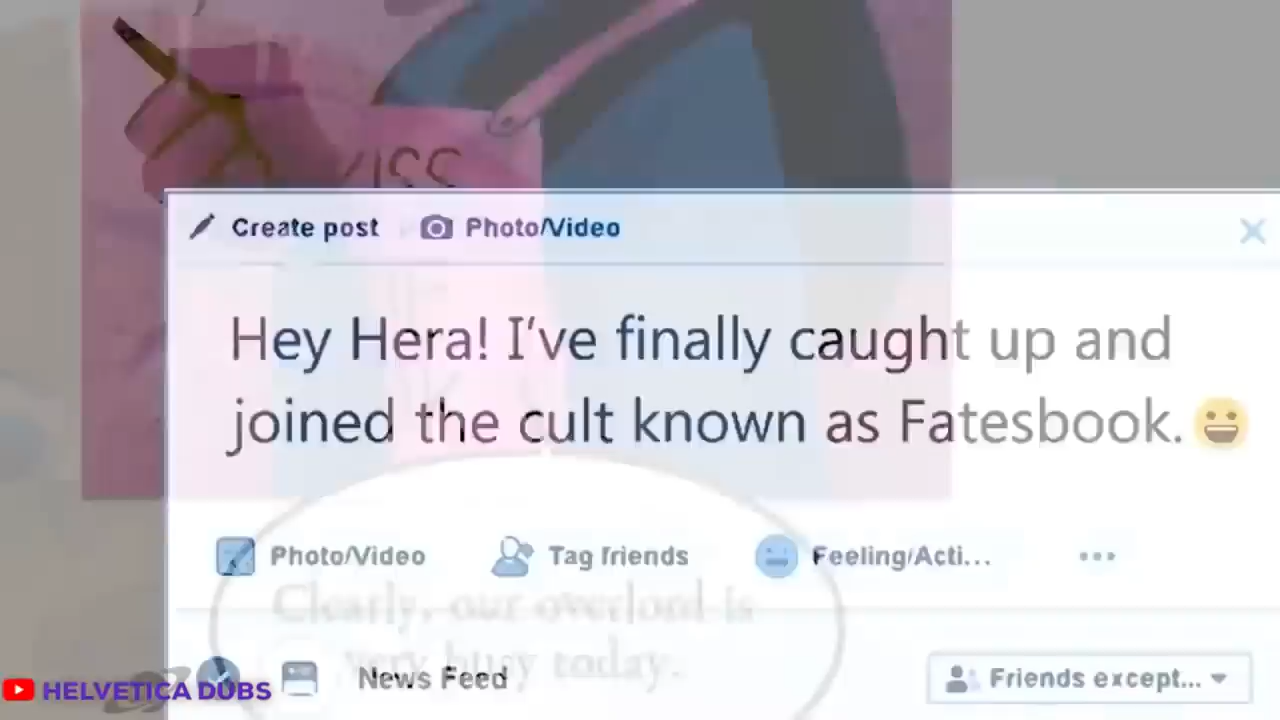 KISS
Create post
Photo/Video
Hey Hera! I've finally caught up and
joined the cult known as Fatesbook. 😀
Photo/Video
Tag friends
Feeling/Acti...
Clearly, our overlord is
very busy today.
News Feed
Friends except...
HELVETICA DUBS